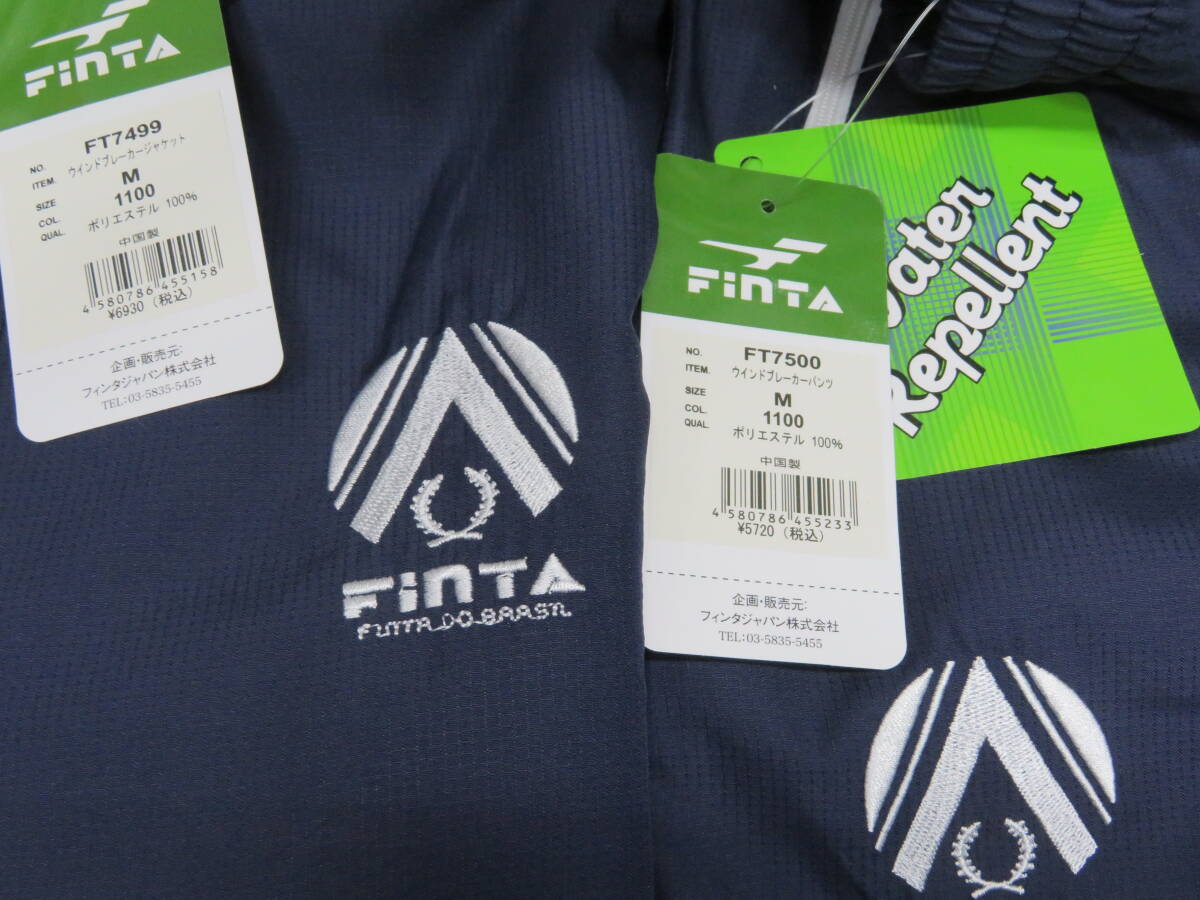 FiNTA
NO. FT7499
ITEM. ウインドブレーカージャケット
SIZE M
COL. 1100
QUAL. ポリエステル 100%
中国製
4 580786 455158
¥6930 (税込)
企画・販売元:
フィンタジャパン株式会社
TEL:03-5835-5455
FiNTA
FINTA DO BRASIL
FiNTA
NO. FT7500
ITEM. ウインドブレーカーパンツ
SIZE M
COL. 1100
QUAL. ポリエステル 100%
中国製
4 580786 455233
¥5720 (税込)
企画・販売元:
フィンタジャパン株式会社
TEL:03-5835-5455
Water
Repellent